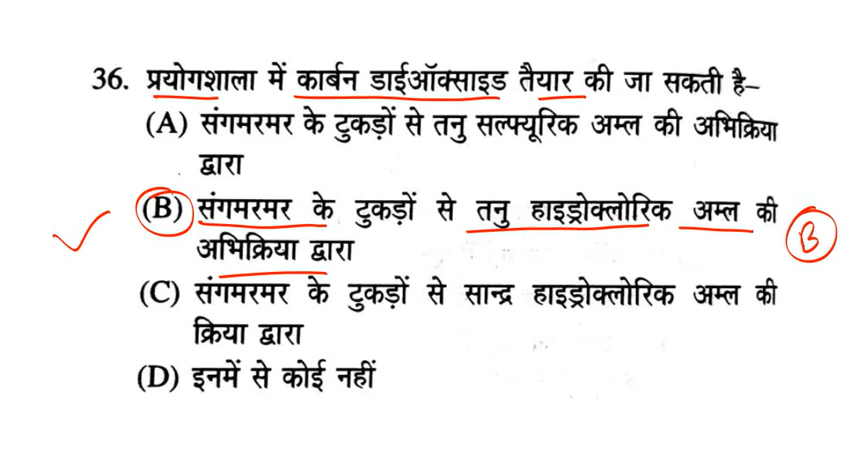 36. प्रयोगशाला में कार्बन डाईऑक्साइड तैयार की जा सकती है–
(A) संगमरमर के टुकड़ों से तनु सल्फ्यूरिक अम्ल की अभिक्रिया
द्वारा
(B) संगमरमर के टुकड़ों से तनु हाइड्रोक्लोरिक अम्ल की
अभिक्रिया द्वारा
B
(C) संगमरमर के टुकड़ों से सान्द्र हाइड्रोक्लोरिक अम्ल की
क्रिया द्वारा
(D) इनमें से कोई नहीं